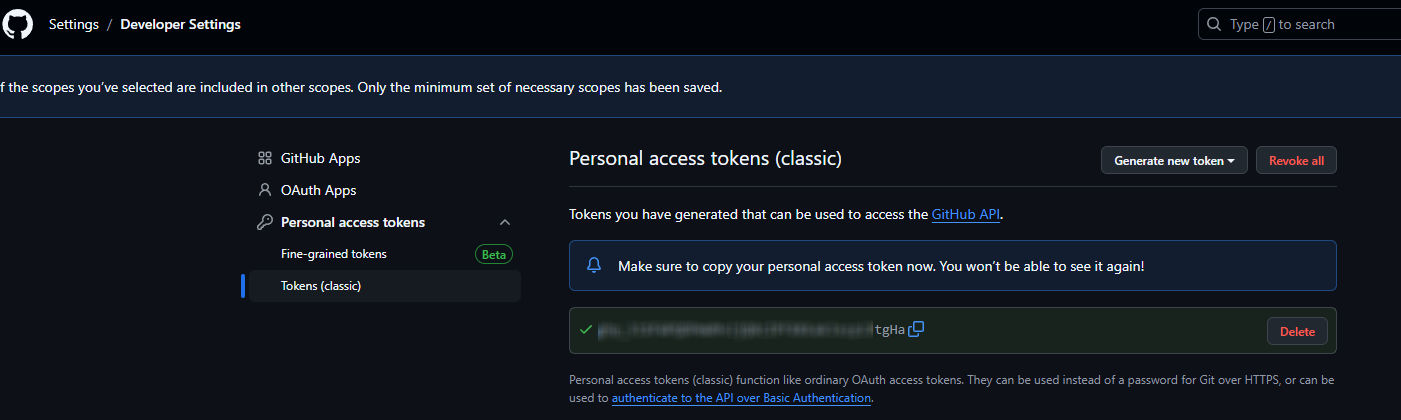 Settings / Developer Settings
Type / to search
f the scopes you've selected are included in other scopes. Only the minimum set of necessary scopes has been saved.
GitHub Apps
OAuth Apps
Personal access tokens
Fine-grained tokens Beta
Tokens (classic)
Personal access tokens (classic)
Generate new token
Revoke all
Tokens you have generated that can be used to access the GitHub API.
Make sure to copy your personal access token now. You won't be able to see it again!
tgHa
Delete
Personal access tokens (classic) function like ordinary OAuth access tokens. They can be used instead of a password for Git over HTTPS, or can be
used to authenticate to the API over Basic Authentication.